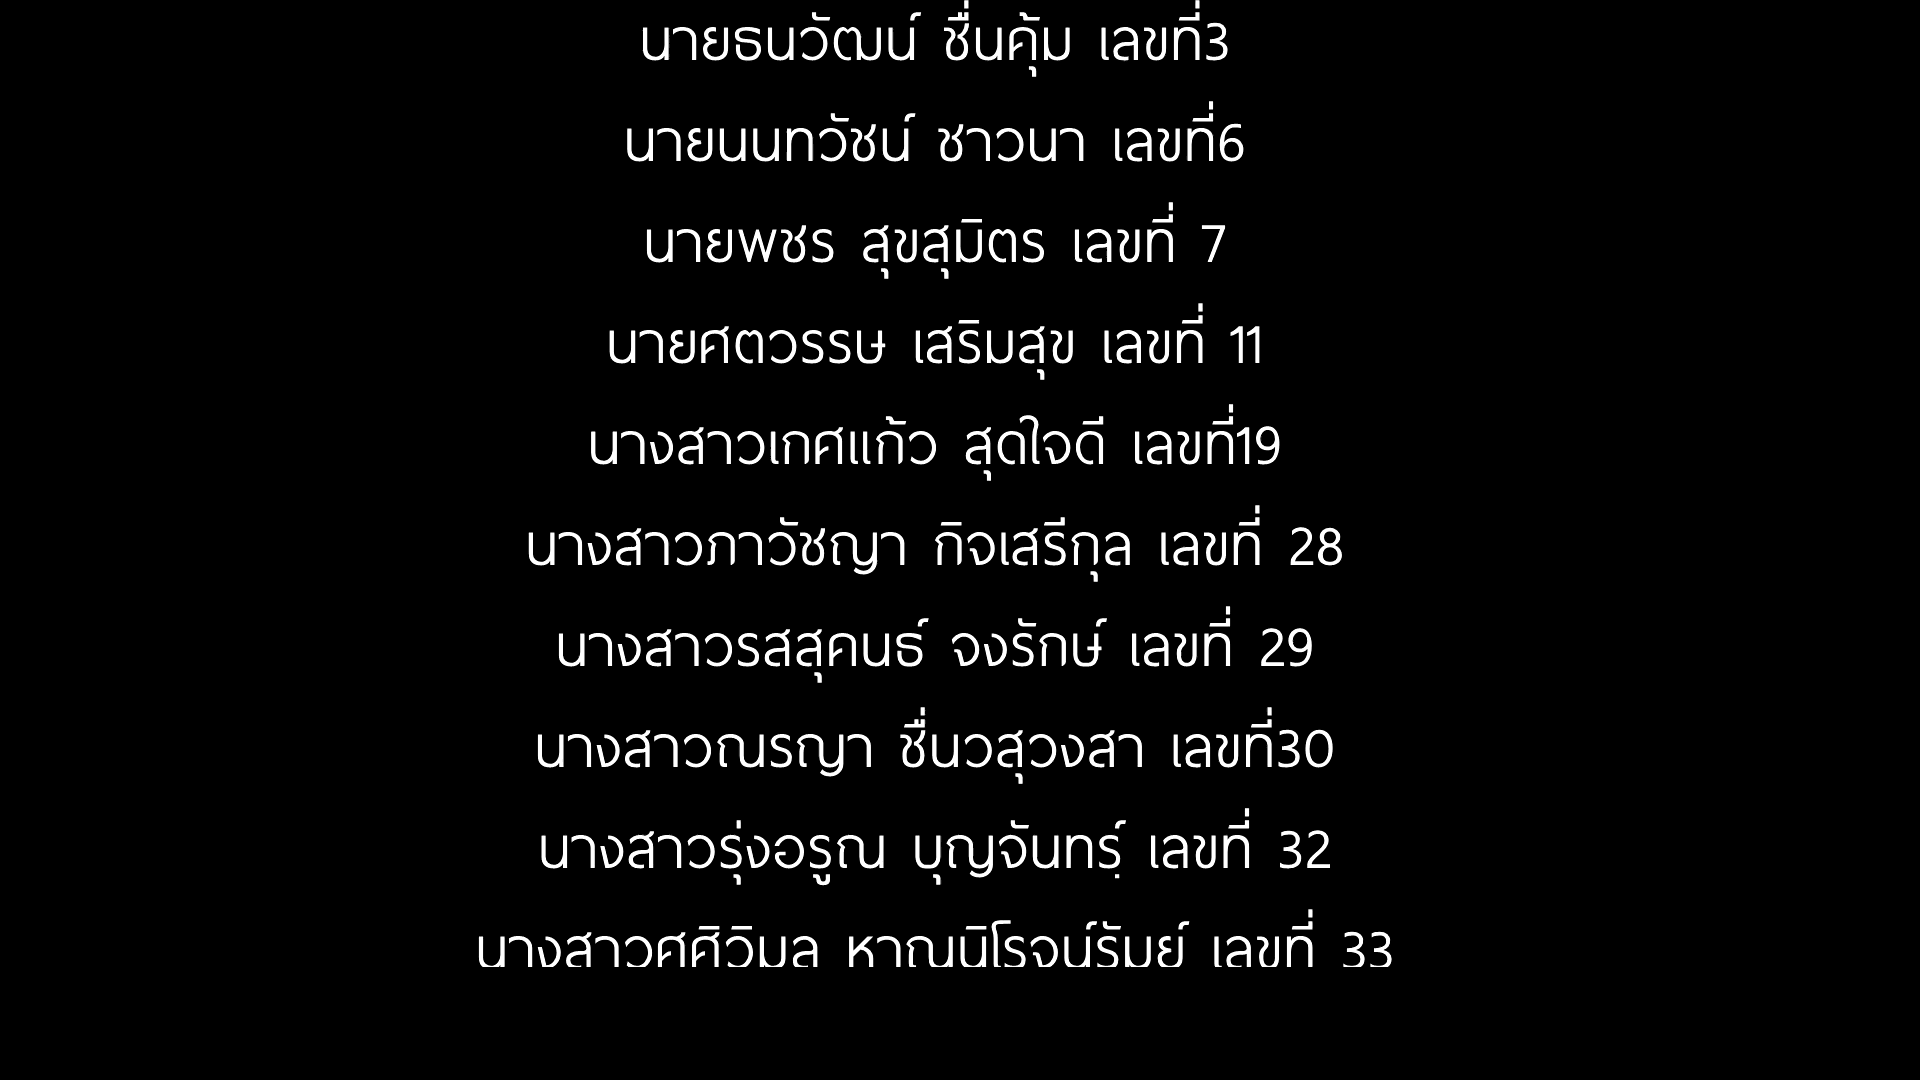 นายธนวัฒน์ ชื่นคุ้ม เลขที่3
นายนนทวัชน์ ชาวนา เลขที่6
นายพชร สุขสุมิตร เลขที่ 7
นายศตวรรษ เสริมสุข เลขที่ 11
นางสาวเกศแก้ว สุดใจดี เลขที่19
นางสาวภาวัชญา กิจเสรีกุล เลขที่ 28
นางสาวรสสุคนธ์ จงรักษ์ เลขที่ 29
นางสาวณรญา ชื่นวสุวงสา เลขที่30
นางสาวรุ่งอรูณ บุญจันทร์ฺ เลขที่ 32
นางสาวศศิวิมล หาญนิโรจน์รัมย์ เลขที่ 33